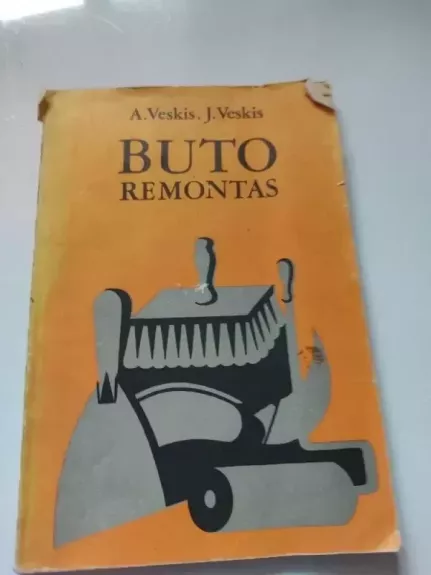 A. Veskis. J. Veskis
BUTO
REMONTAS